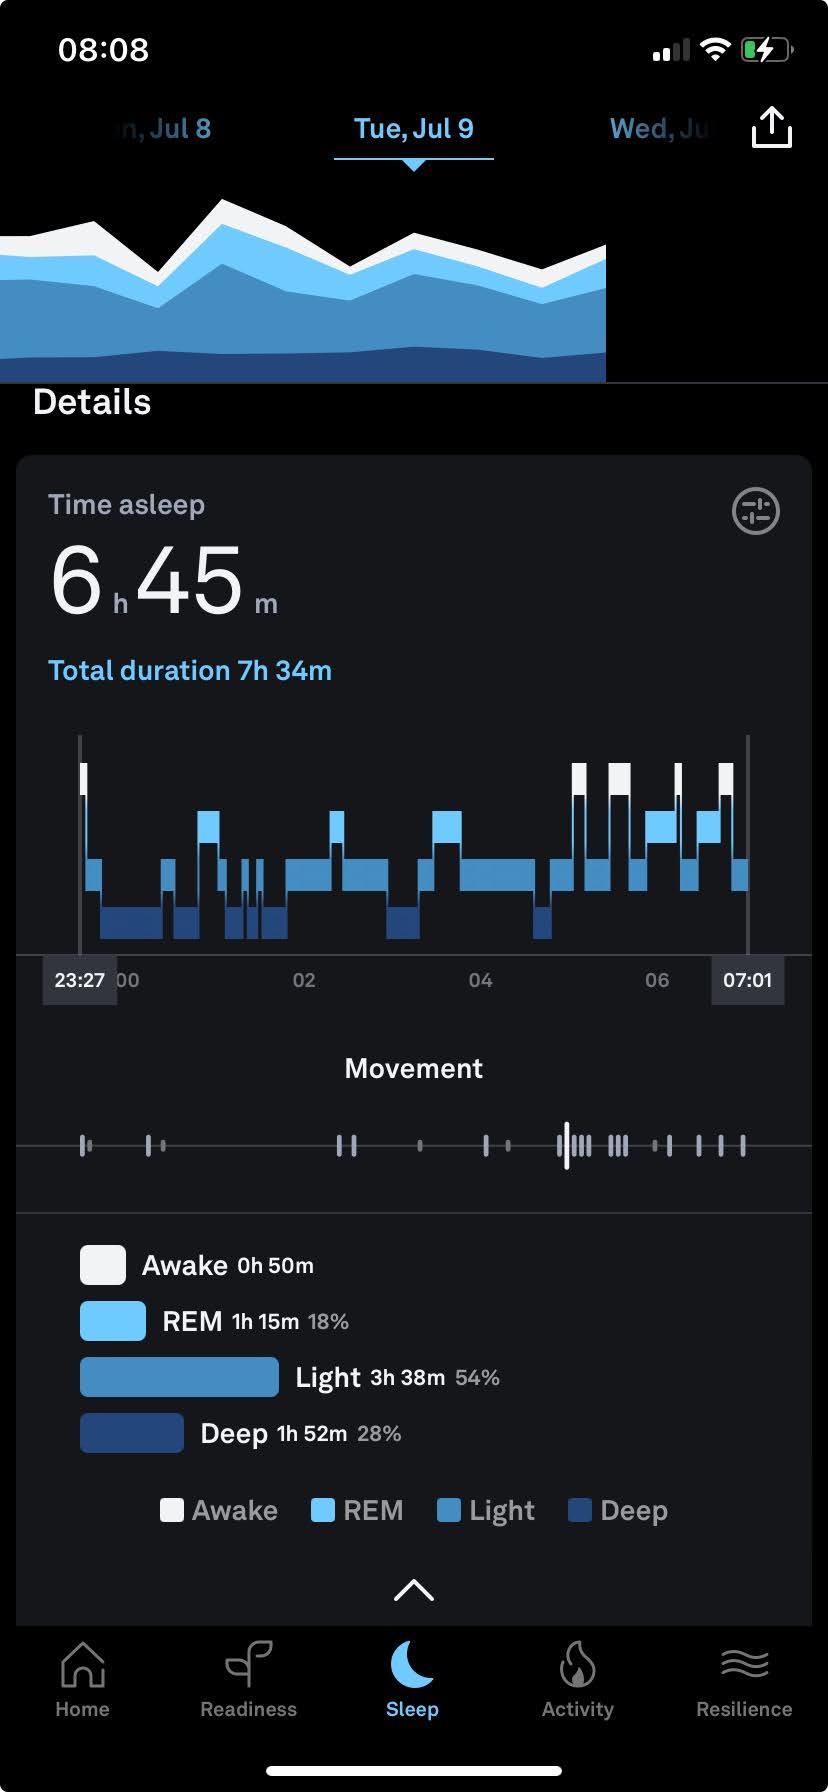 08:08
n, Jul 8 Tue, Jul 9 Wed, Ju
Details
Time asleep
6 h 45 m
Total duration 7h 34m
23:27 00 02 04 06 07:01
Movement
Awake 0h 50m
REM 1h 15m 18%
Light 3h 38m 54%
Deep 1h 52m 28%
Awake REM Light Deep
Home Readiness Sleep Activity Resilience